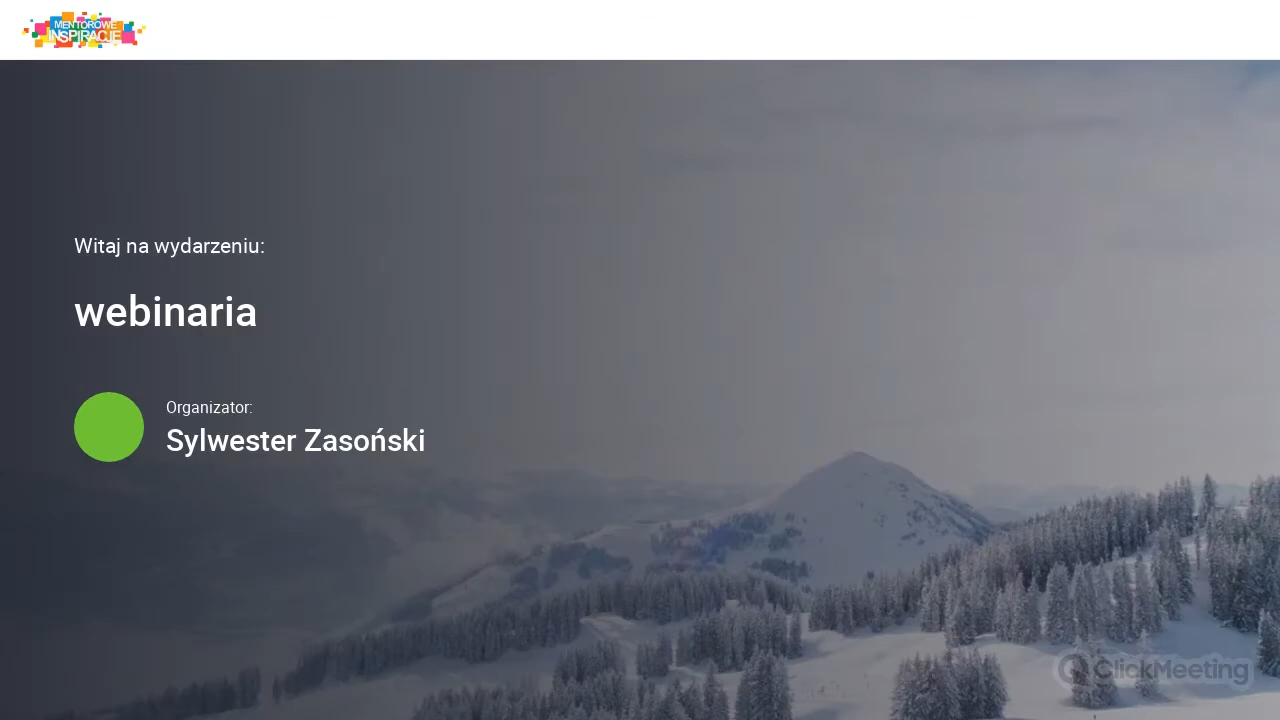 MENTOROWE
INSPIRACJE
Witaj na wydarzeniu:
webinaria
Organizator:
Sylwester Zasoński
ClickMeeting